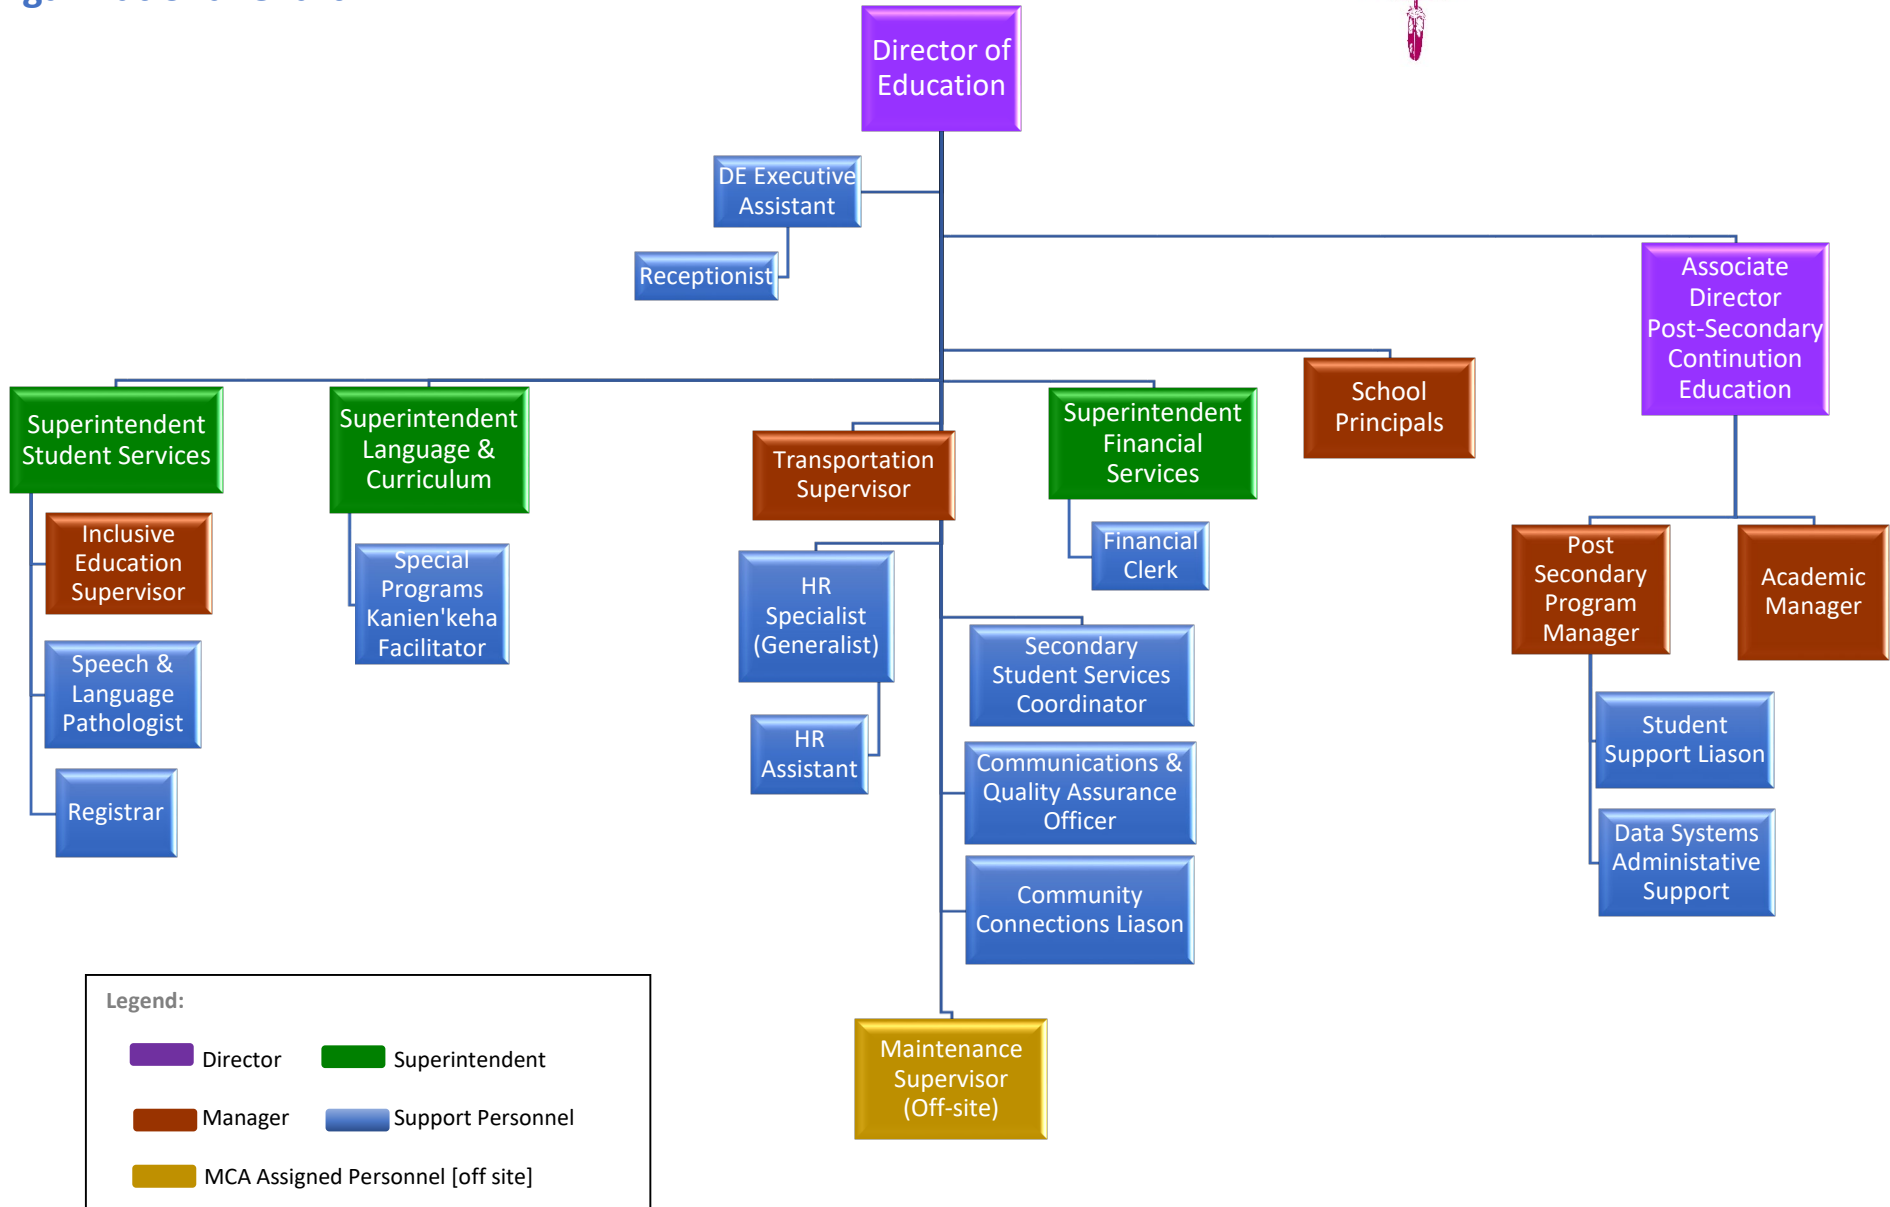 Director of
Education
DE Executive
Assistant
Receptionist
Associate
Director
Post-Secondary
Continution
Education
School
Principals
Superintendent
Student Services
Superintendent
Language &
Curriculum
Transportation
Supervisor
Superintendent
Financial
Services
Inclusive
Education
Supervisor
Special
Programs
Kanien'keha
Facilitator
HR
Specialist
(Generalist)
Financial
Clerk
Post
Secondary
Program
Manager
Academic
Manager
Speech &
Language
Pathologist
Secondary
Student Services
Coordinator
HR
Assistant
Student
Support Liason
Registrar
Communications &
Quality Assurance
Officer
Data Systems
Administative
Support
Community
Connections Liason
Maintenance
Supervisor
(Off-site)
Legend:
Director
Superintendent
Manager
Support Personnel
MCA Assigned Personnel [off site]